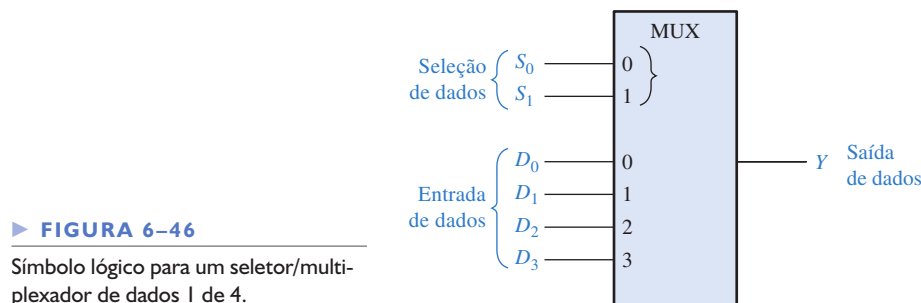 MUX
Seleção
de dados
S0
0
S1
1
Entrada
de dados
D0
0
D1
1
D2
2
D3
3
Y
Saída
de dados
▶ FIGURA 6–46
Símbolo lógico para um seletor/multi-
plexador de dados 1 de 4.